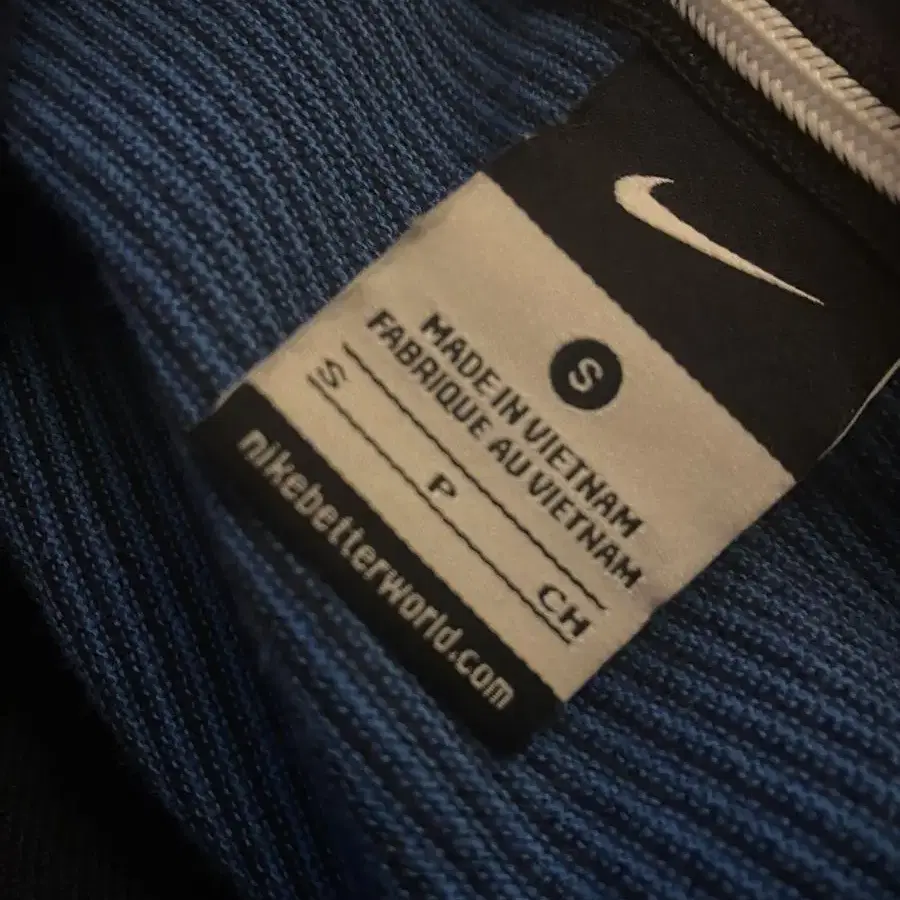 S
MADE IN VIETNAM
FABRIQUE AU VIETNAM
S P CH
nikebetterworld.com